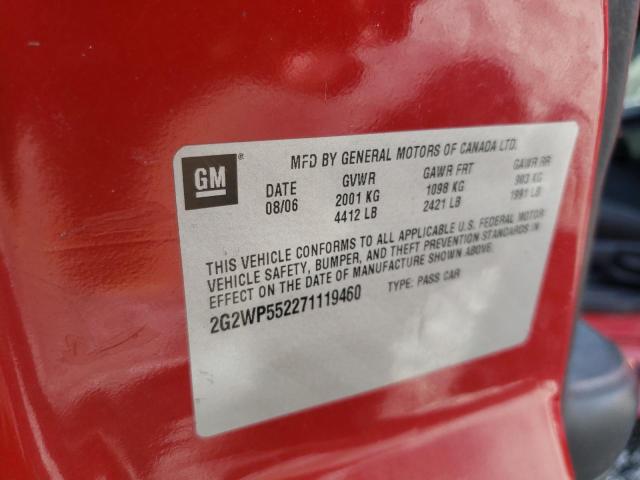 GM
MFD BY GENERAL MOTORS OF CANADA LTD.
DATE GVWR GAWR FRT GAWR RR
08/06 2001 KG 1098 KG 903 KG
4412 LB 2421 LB 1991 LB
THIS VEHICLE CONFORMS TO ALL APPLICABLE U.S. FEDERAL MOTOR
VEHICLE SAFETY, BUMPER, AND THEFT PREVENTION STANDARDS IN
EFFECT ON THE DATE OF MANUFACTURE SHOWN ABOVE.
2G2WP552271119460 TYPE: PASS CAR